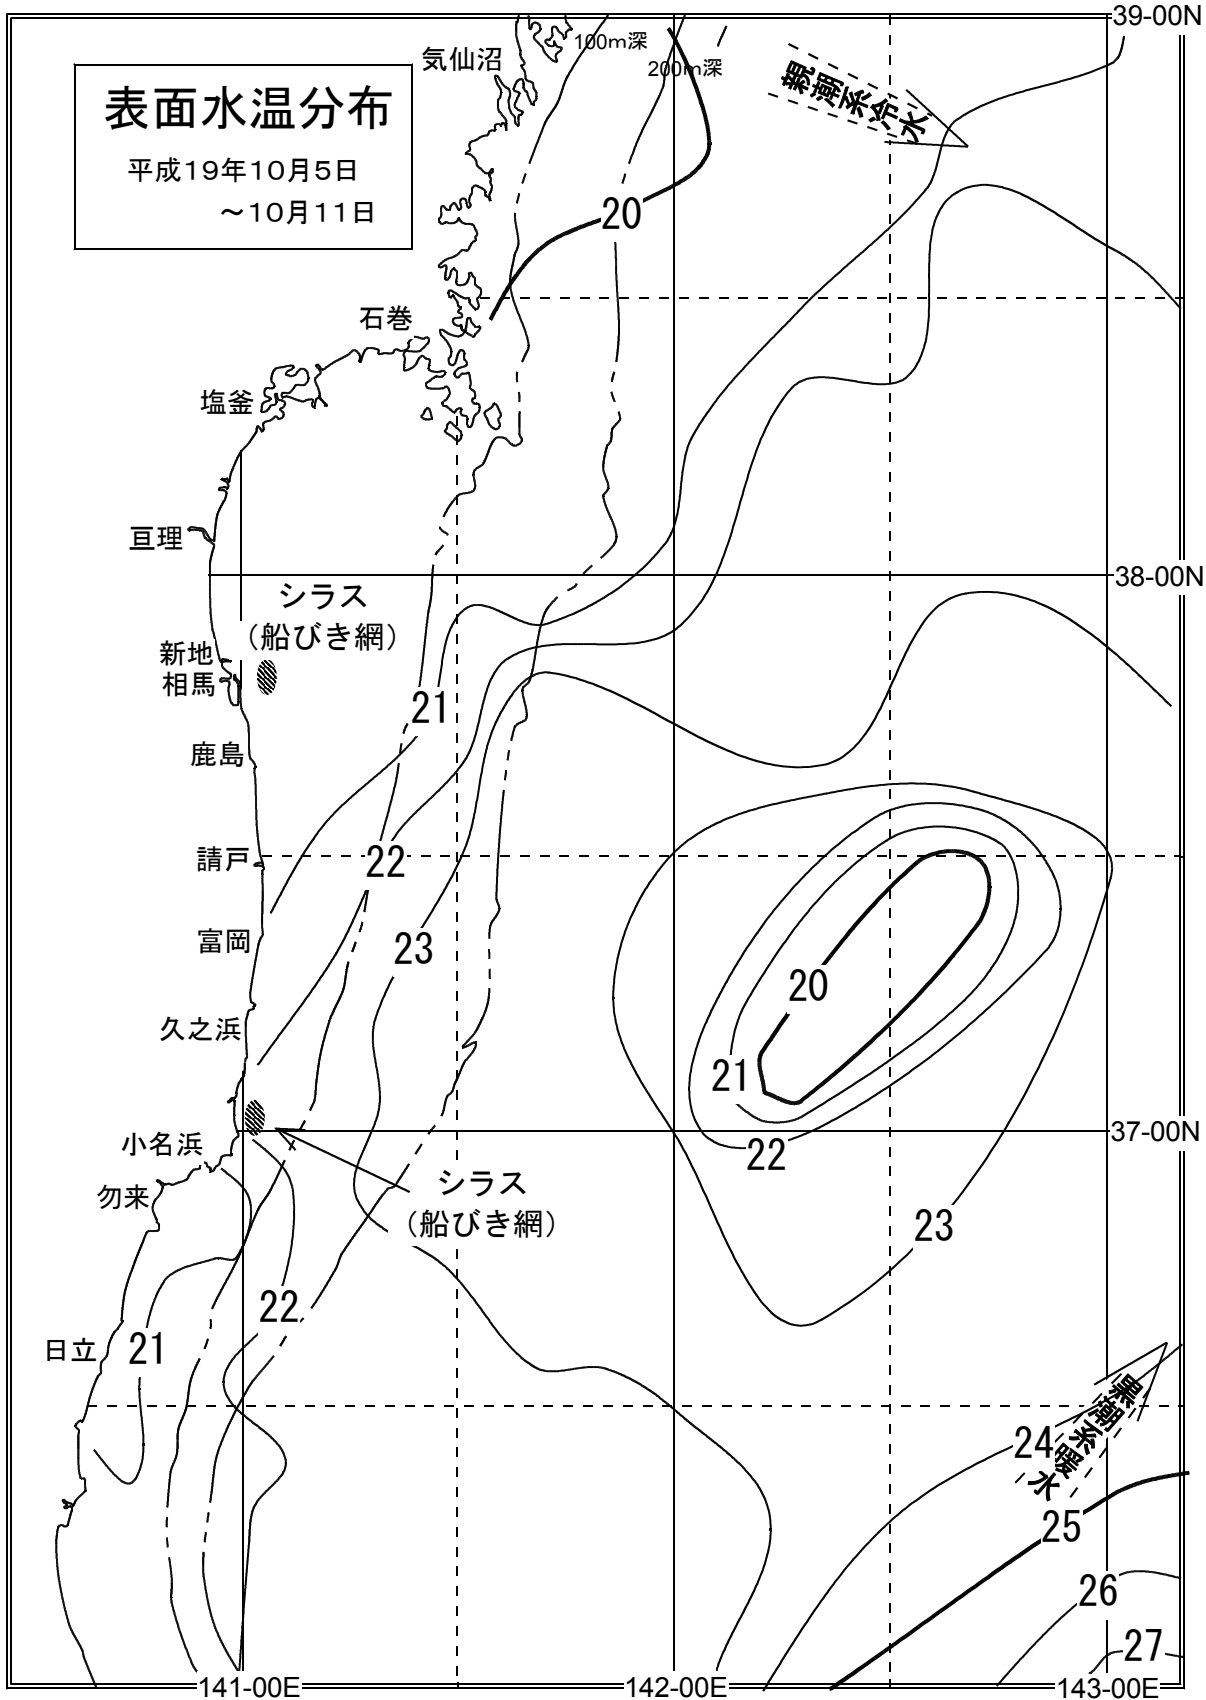 39-00N
気仙沼
100m深
200m深
親潮系冷水
表面水温分布
平成19年10月5日
～10月11日
20
石巻
塩釜
亘理
38-00N
シラス
(船びき網)
新地
相馬
21
鹿島
請戸
22
富岡
23
20
久之浜
21
37-00N
小名浜
22
勿来
シラス
(船びき網)
23
22
日立
21
24
黒潮系暖水
25
26
27
141-00E
142-00E
143-00E